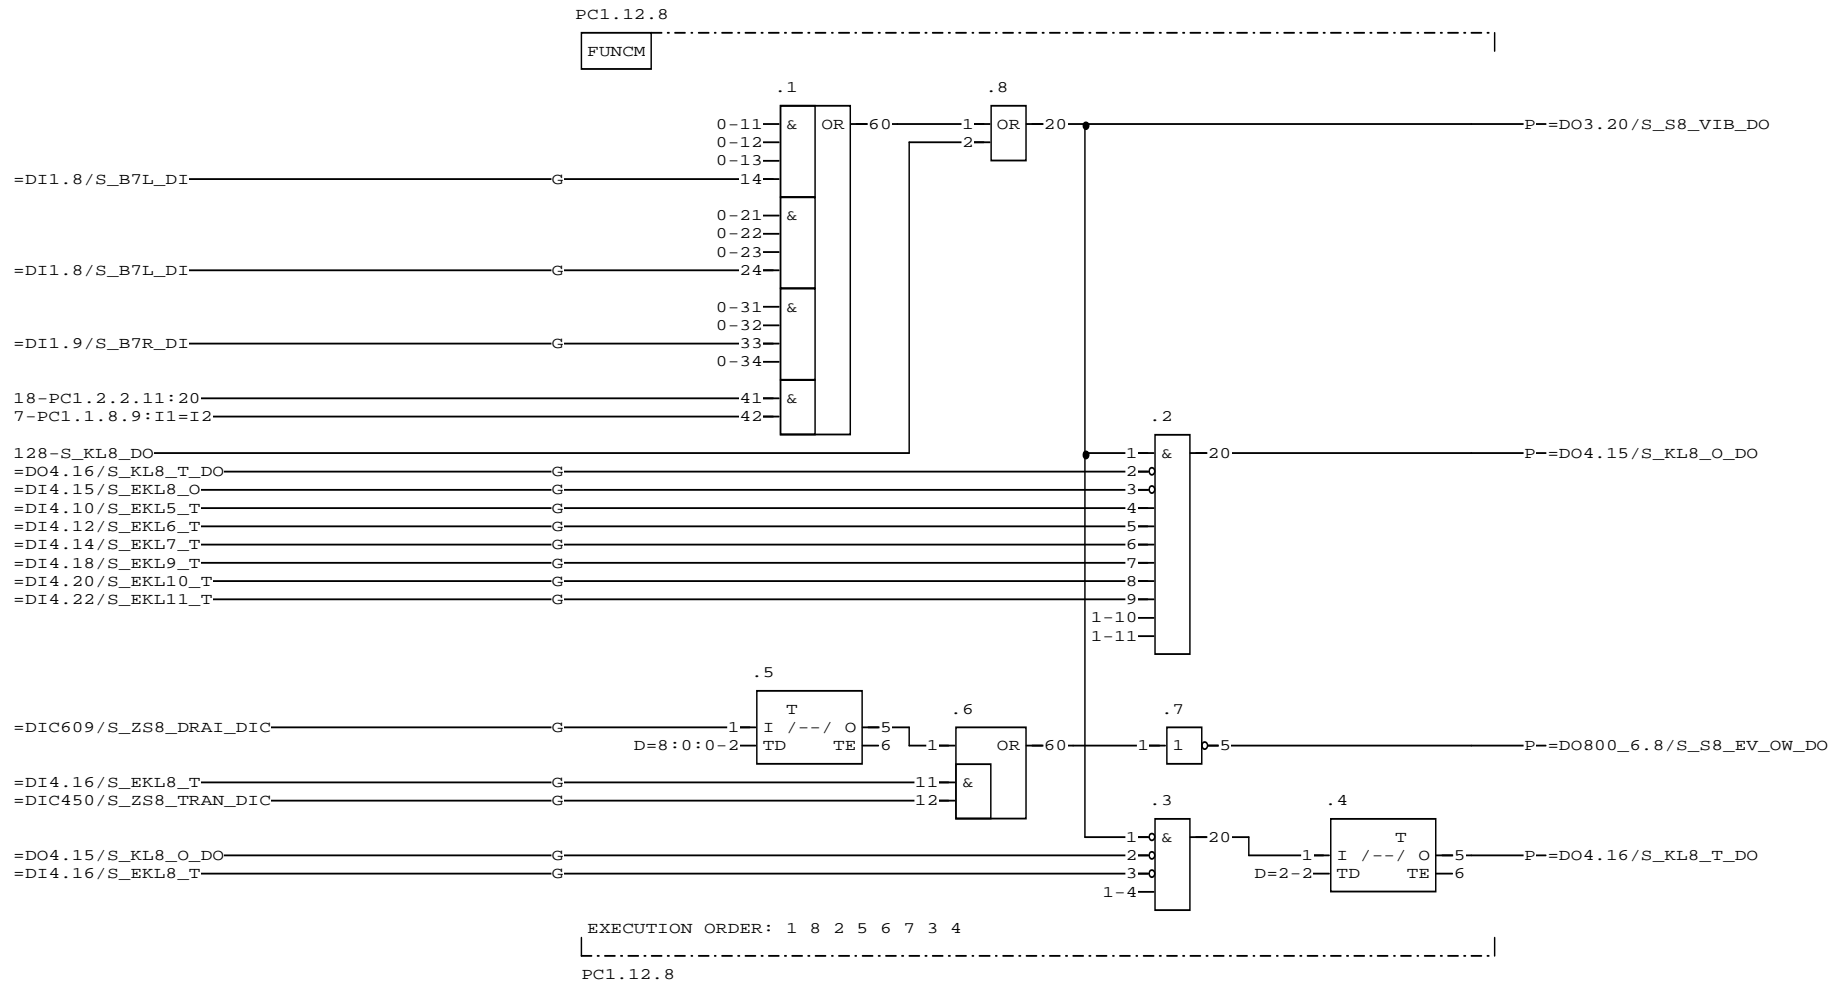 PC1.12.8
FUNCM
.1 .8
0-11 & OR 60 1 OR 20 P-=DO3.20/S_S8_VIB_DO
0-12 2
0-13
=DI1.8/S_B7L_DI G 14
0-21 &
0-22
0-23
=DI1.8/S_B7L_DI G 24
0-31 &
0-32
=DI1.9/S_B7R_DI G 33
0-34
18-PC1.2.2.11:20 41 &
7-PC1.1.8.9:I1=I2 42 .2
128-S_KL8_DO 1 & 20 P-=DO4.15/S_KL8_O_DO
=DO4.16/S_KL8_T_DO G 2
=DI4.15/S_EKL8_O G 3
=DI4.10/S_EKL5_T G 4
=DI4.12/S_EKL6_T G 5
=DI4.14/S_EKL7_T G 6
=DI4.18/S_EKL9_T G 7
=DI4.20/S_EKL10_T G 8
=DI4.22/S_EKL11_T G 9
1-10
1-11
.5
T .6 .7
=DIC609/S_ZS8_DRAI_DIC G 1 I /--/ O 5
D=8:0:0-2 TD TE 6 1 OR 60 1 1 5 P-=DO800_6.8/S_S8_EV_OW_DO
=DI4.16/S_EKL8_T G 11 &
=DIC450/S_ZS8_TRAN_DIC G 12 .3 .4
1 & 20 T
=DO4.15/S_KL8_O_DO G 2 1 I /--/ O 5 P-=DO4.16/S_KL8_T_DO
=DI4.16/S_EKL8_T G 3 D=2-2 TD TE 6
1-4
EXECUTION ORDER: 1 8 2 5 6 7 3 4
PC1.12.8